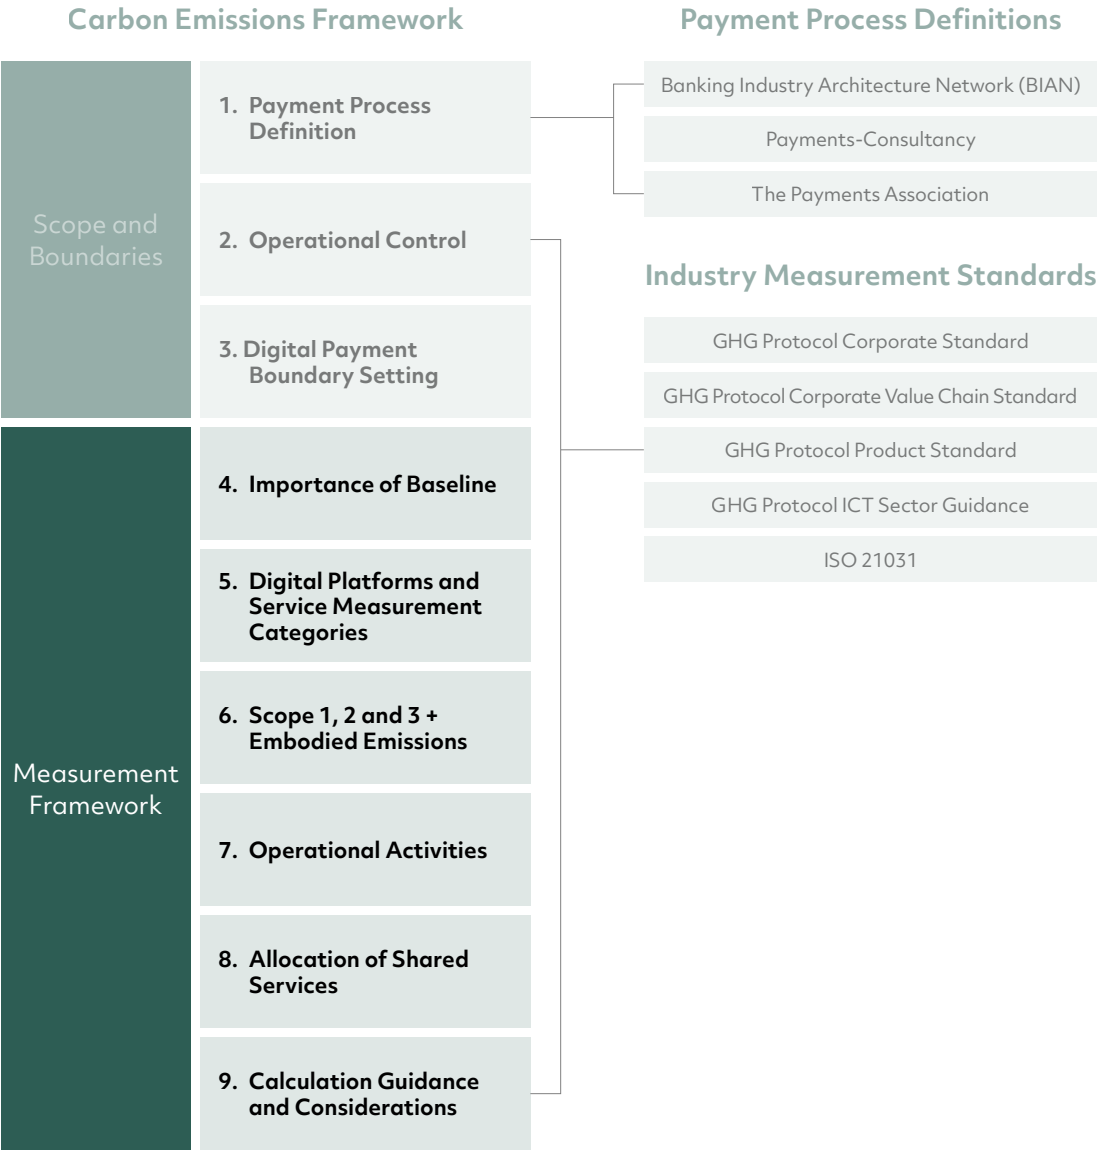 Carbon Emissions Framework
Scope and
Boundaries
1. Payment Process
Definition
2. Operational Control
3. Digital Payment
Boundary Setting
Measurement
Framework
4. Importance of Baseline
5. Digital Platforms and
Service Measurement
Categories
6. Scope 1, 2 and 3 +
Embodied Emissions
7. Operational Activities
8. Allocation of Shared
Services
9. Calculation Guidance
and Considerations
Payment Process Definitions
Banking Industry Architecture Network (BIAN)
Payments-Consultancy
The Payments Association
Industry Measurement Standards
GHG Protocol Corporate Standard
GHG Protocol Corporate Value Chain Standard
GHG Protocol Product Standard
GHG Protocol ICT Sector Guidance
ISO 21031